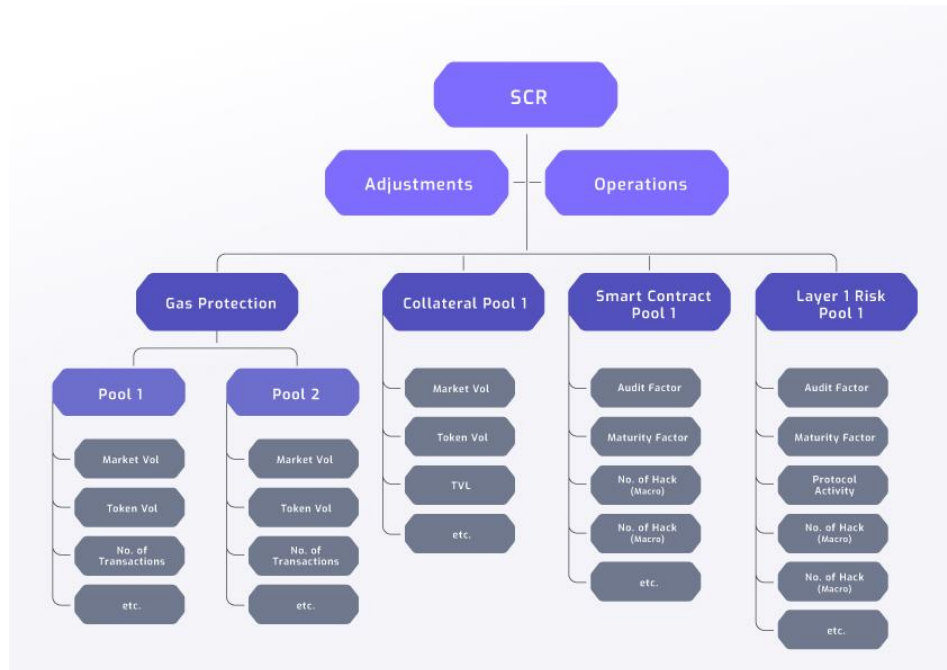 SCR
Adjustments
Operations
Gas Protection
Collateral Pool 1
Smart Contract
Pool 1
Layer 1 Risk
Pool 1
Pool 1
Pool 2
Market Vol
Token Vol
No. of
Transactions
etc.
Market Vol
Token Vol
No. of
Transactions
etc.
Market Vol
Token Vol
TVL
etc.
Audit Factor
Maturity Factor
No. of Hack
(Macro)
No. of Hack
(Macro)
etc.
Audit Factor
Maturity Factor
Protocol
Activity
No. of Hack
(Macro)
No. of Hack
(Macro)
etc.